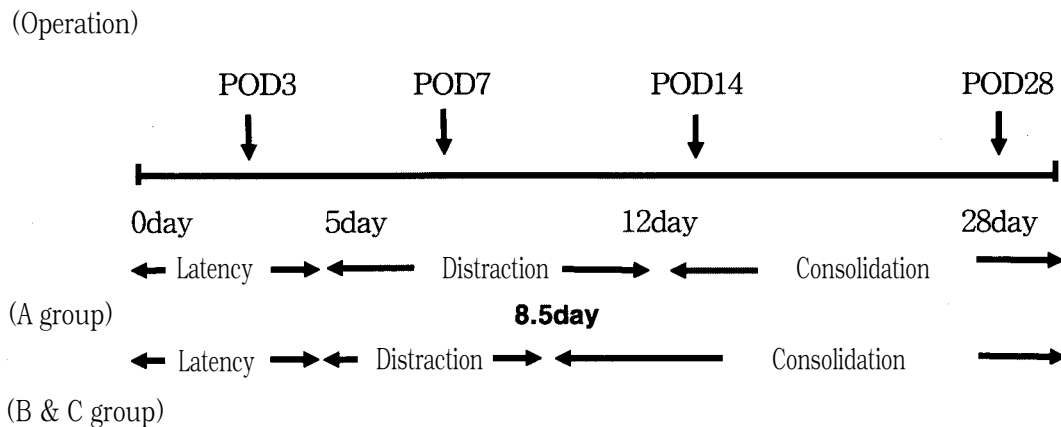 (Operation)
POD3 POD7 POD14 POD28
0day 5day 12day 28day
Latency Distraction Consolidation
(A group)
8.5day
Latency Distraction Consolidation
(B & C group)